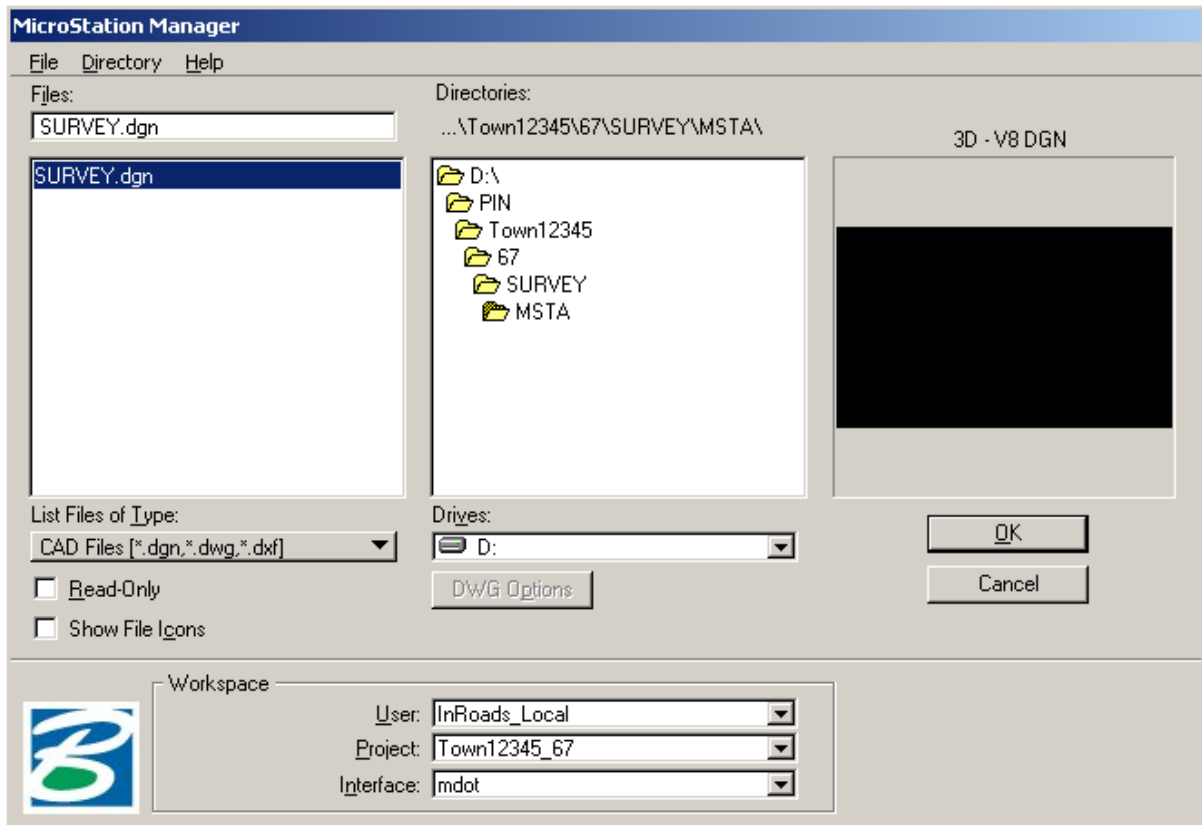 MicroStation Manager
File Directory Help
Files:
SURVEY.dgn
SURVEY.dgn
Directories:
...\Town12345\67\SURVEY\MSTA\
D:\
PIN
Town12345
67
SURVEY
MSTA
3D - V8 DGN
List Files of Type:
CAD Files [*.dgn,*.dwg,*.dxf]
Read-Only
Show File Icons
Drives:
D:
DWG Options
OK
Cancel
Workspace
User: InRoads_Local
Project: Town12345_67
Interface: mdot
B